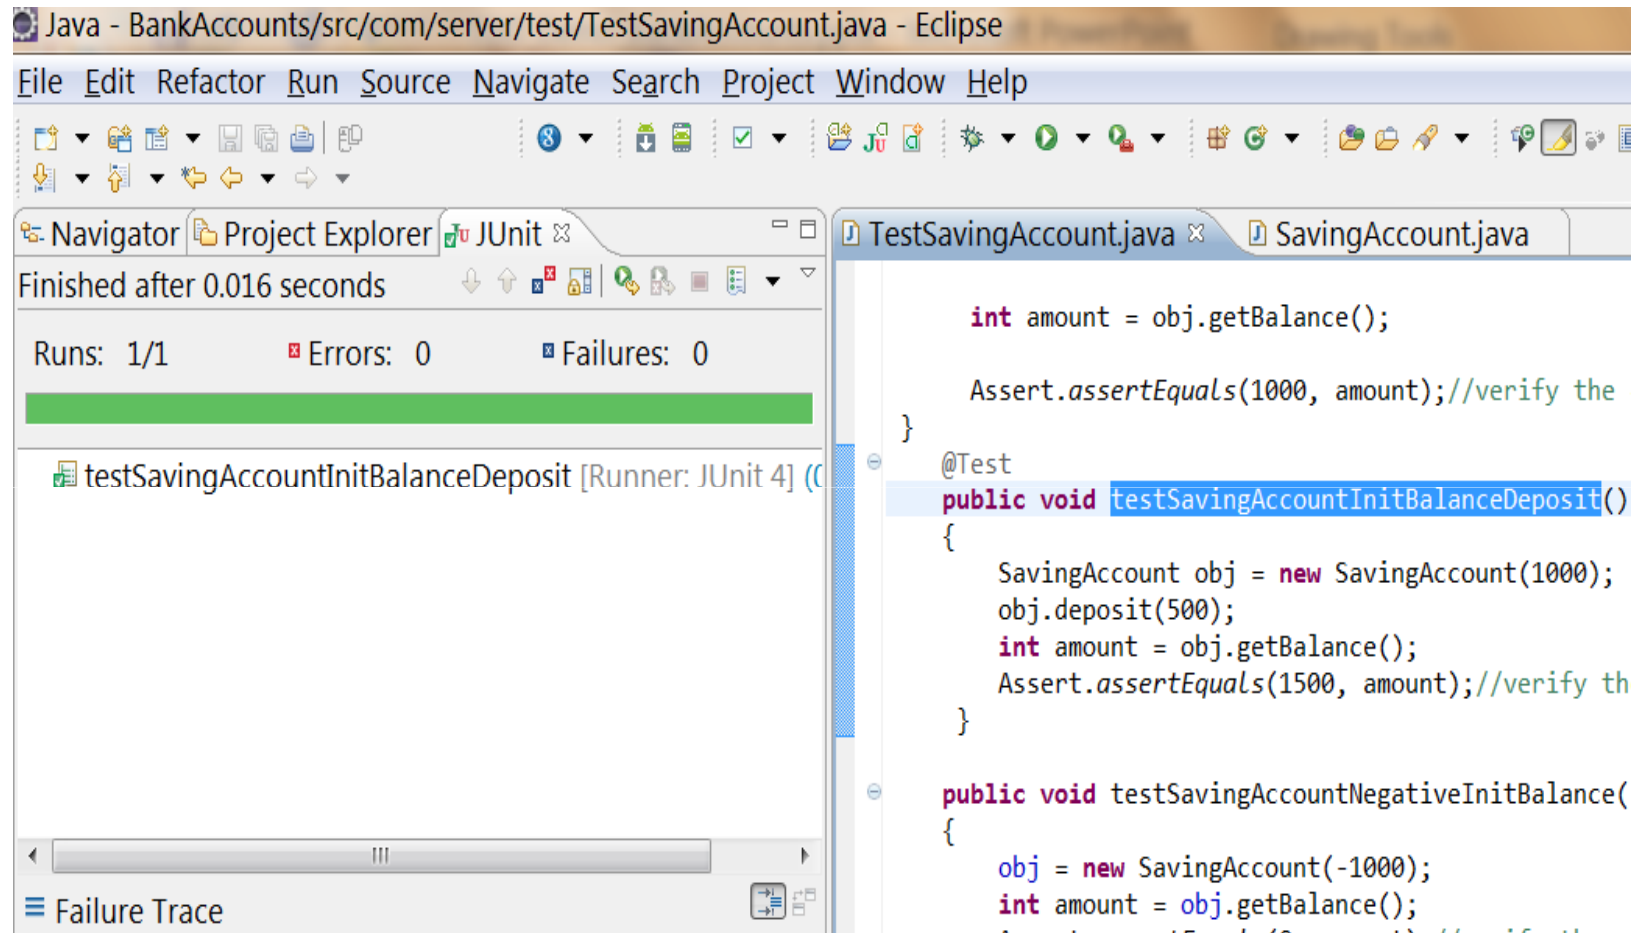 Java - BankAccounts/src/com/server/test/TestSavingAccount.java - Eclipse
File Edit Refactor Run Source Navigate Search Project Window Help
Navigator Project Explorer JUnit
Finished after 0.016 seconds
Runs: 1/1 Errors: 0 Failures: 0
testSavingAccountInitBalanceDeposit [Runner: JUnit 4] ((
Failure Trace
TestSavingAccount.java SavingAccount.java
int amount = obj.getBalance();
Assert.assertEquals(1000, amount);//verify the
}
@Test
public void testSavingAccountInitBalanceDeposit()
{
SavingAccount obj = new SavingAccount(1000);
obj.deposit(500);
int amount = obj.getBalance();
Assert.assertEquals(1500, amount);//verify th
}
public void testSavingAccountNegativeInitBalance(
{
obj = new SavingAccount(-1000);
int amount = obj.getBalance();